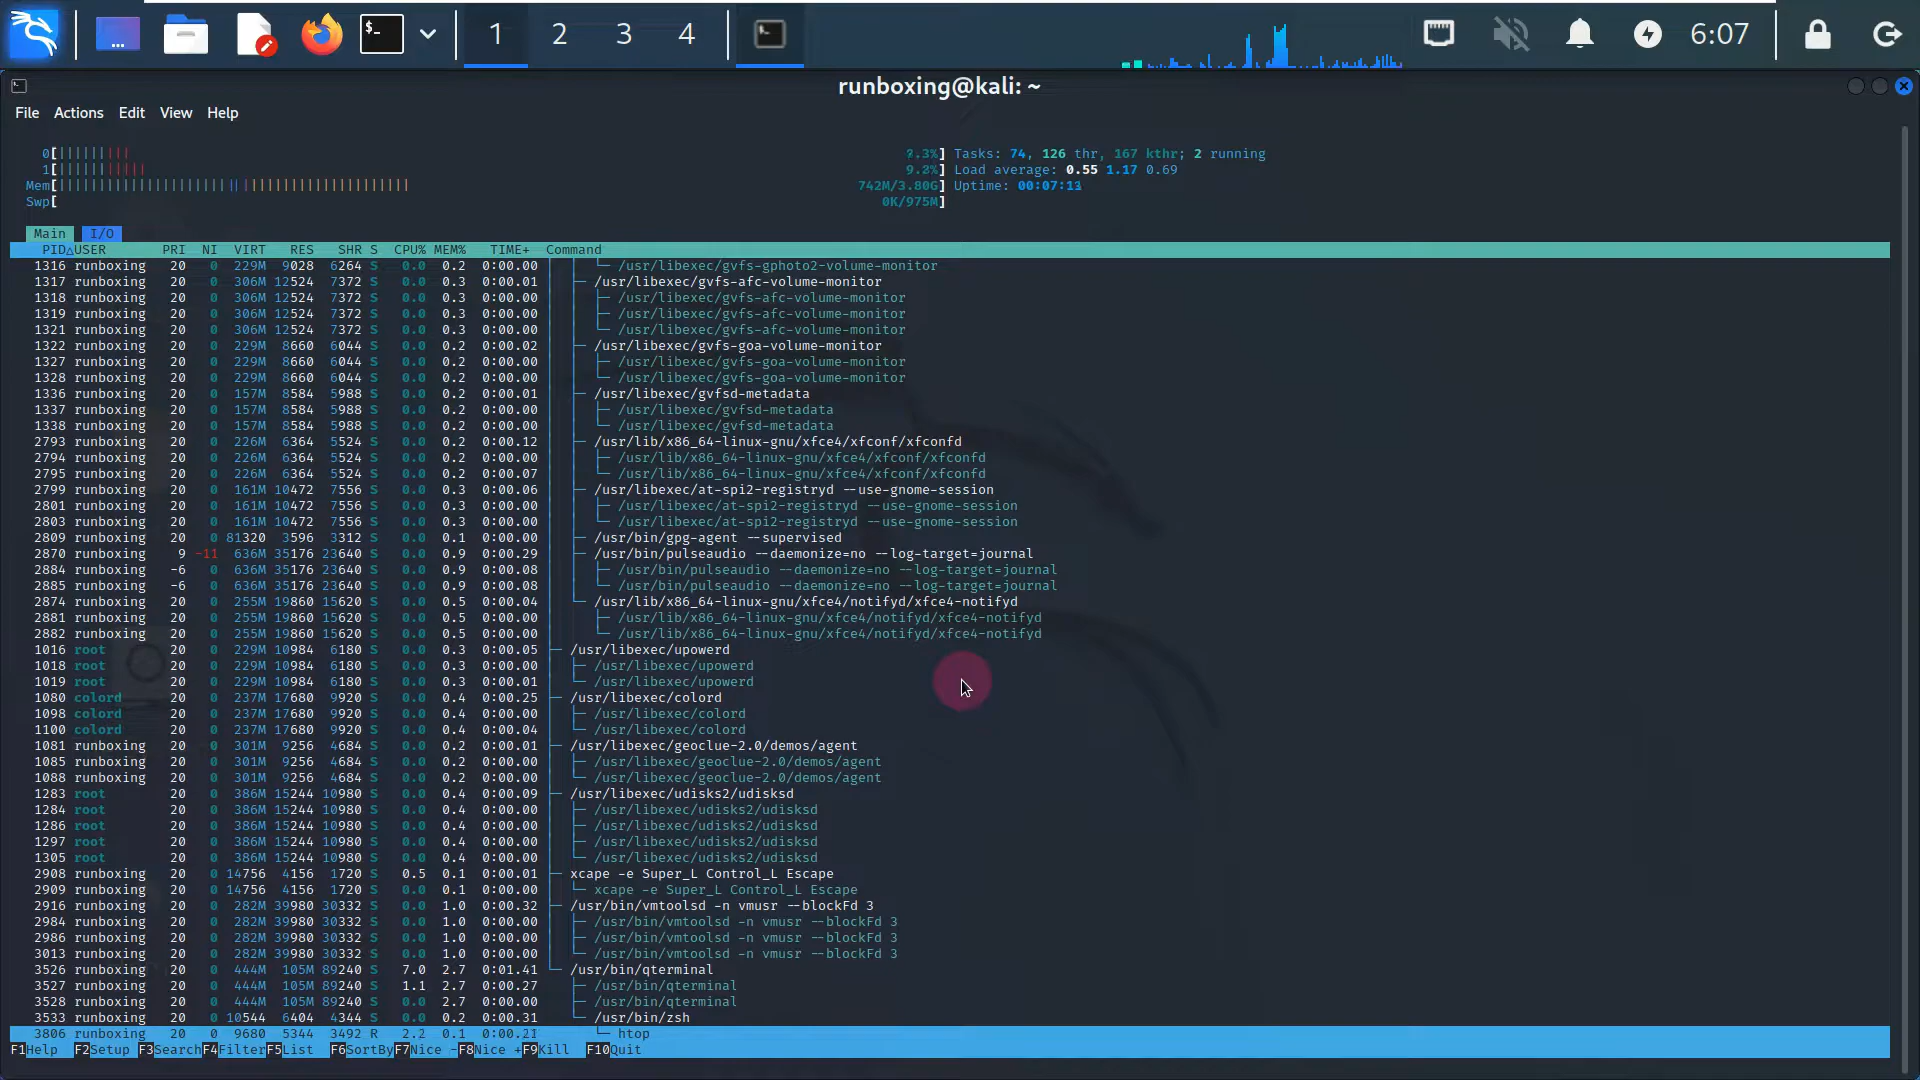 1 2 3 4 6:07
runboxing@kali: ~
File Actions Edit View Help
0[ ] Tasks: 74, 126 thr, 167 kthr; 2 running
1[ ] Load average: 0.55 1.17 0.69
Mem[ 742M/3.80G] Uptime:
Swp[ 0K/975M]
Main I/O
PID△USER PRI NI VIRT RES SHR S CPU% MEM% TIME+ Command
1316 runboxing 20 0 229M 9028 6264 S 0.0 0.2 0:00.00 │ │ └─ /usr/libexec/gvfs-gphoto2-volume-monitor
1317 runboxing 20 0 306M 12524 7372 S 0.0 0.3 0:00.01 │ ├─ /usr/libexec/gvfs-afc-volume-monitor
1318 runboxing 20 0 306M 12524 7372 S 0.0 0.3 0:00.00 │ │ ├─ /usr/libexec/gvfs-afc-volume-monitor
1319 runboxing 20 0 306M 12524 7372 S 0.0 0.3 0:00.00 │ │ ├─ /usr/libexec/gvfs-afc-volume-monitor
1321 runboxing 20 0 306M 12524 7372 S 0.0 0.3 0:00.00 │ │ └─ /usr/libexec/gvfs-afc-volume-monitor
1322 runboxing 20 0 229M 8660 6044 S 0.0 0.2 0:00.02 │ ├─ /usr/libexec/gvfs-goa-volume-monitor
1327 runboxing 20 0 229M 8660 6044 S 0.0 0.2 0:00.00 │ │ ├─ /usr/libexec/gvfs-goa-volume-monitor
1328 runboxing 20 0 229M 8660 6044 S 0.0 0.2 0:00.00 │ │ └─ /usr/libexec/gvfs-goa-volume-monitor
1336 runboxing 20 0 157M 8584 5988 S 0.0 0.2 0:00.01 │ ├─ /usr/libexec/gvfsd-metadata
1337 runboxing 20 0 157M 8584 5988 S 0.0 0.2 0:00.00 │ │ ├─ /usr/libexec/gvfsd-metadata
1338 runboxing 20 0 157M 8584 5988 S 0.0 0.2 0:00.00 │ │ └─ /usr/libexec/gvfsd-metadata
2793 runboxing 20 0 226M 6364 5524 S 0.0 0.2 0:00.12 │ ├─ /usr/lib/x86_64-linux-gnu/xfce4/xfconf/xfconfd
2794 runboxing 20 0 226M 6364 5524 S 0.0 0.2 0:00.00 │ │ ├─ /usr/lib/x86_64-linux-gnu/xfce4/xfconf/xfconfd
2795 runboxing 20 0 226M 6364 5524 S 0.0 0.2 0:00.07 │ │ └─ /usr/lib/x86_64-linux-gnu/xfce4/xfconf/xfconfd
2799 runboxing 20 0 161M 10472 7556 S 0.0 0.3 0:00.06 │ ├─ /usr/libexec/at-spi2-registryd --use-gnome-session
2801 runboxing 20 0 161M 10472 7556 S 0.0 0.3 0:00.00 │ │ ├─ /usr/libexec/at-spi2-registryd --use-gnome-session
2803 runboxing 20 0 161M 10472 7556 S 0.0 0.3 0:00.00 │ │ └─ /usr/libexec/at-spi2-registryd --use-gnome-session
2809 runboxing 20 0 81320 3596 3312 S 0.0 0.1 0:00.00 │ ├─ /usr/bin/gpg-agent --supervised
2870 runboxing 9 -11 636M 35176 23640 S 0.0 0.9 0:00.29 │ ├─ /usr/bin/pulseaudio --daemonize=no --log-target=journal
2884 runboxing -6 0 636M 35176 23640 S 0.0 0.9 0:00.08 │ │ ├─ /usr/bin/pulseaudio --daemonize=no --log-target=journal
2885 runboxing -6 0 636M 35176 23640 S 0.0 0.9 0:00.08 │ │ └─ /usr/bin/pulseaudio --daemonize=no --log-target=journal
2874 runboxing 20 0 255M 19860 15620 S 0.0 0.5 0:00.04 │ └─ /usr/lib/x86_64-linux-gnu/xfce4/notifyd/xfce4-notifyd
2881 runboxing 20 0 255M 19860 15620 S 0.0 0.5 0:00.00 │ ├─ /usr/lib/x86_64-linux-gnu/xfce4/notifyd/xfce4-notifyd
2882 runboxing 20 0 255M 19860 15620 S 0.0 0.5 0:00.00 │ └─ /usr/lib/x86_64-linux-gnu/xfce4/notifyd/xfce4-notifyd
1016 root 20 0 229M 10984 6180 S 0.0 0.3 0:00.05 ├─ /usr/libexec/upowerd
1018 root 20 0 229M 10984 6180 S 0.0 0.3 0:00.00 │ ├─ /usr/libexec/upowerd
1019 root 20 0 229M 10984 6180 S 0.0 0.3 0:00.01 │ └─ /usr/libexec/upowerd
1080 colord 20 0 237M 17680 9920 S 0.0 0.4 0:00.25 ├─ /usr/libexec/colord
1098 colord 20 0 237M 17680 9920 S 0.0 0.4 0:00.00 │ ├─ /usr/libexec/colord
1100 colord 20 0 237M 17680 9920 S 0.0 0.4 0:00.04 │ └─ /usr/libexec/colord
1081 runboxing 20 0 301M 9256 4684 S 0.0 0.2 0:00.01 ├─ /usr/libexec/geoclue-2.0/demos/agent
1085 runboxing 20 0 301M 9256 4684 S 0.0 0.2 0:00.00 │ ├─ /usr/libexec/geoclue-2.0/demos/agent
1088 runboxing 20 0 301M 9256 4684 S 0.0 0.2 0:00.00 │ └─ /usr/libexec/geoclue-2.0/demos/agent
1283 root 20 0 386M 15244 10980 S 0.0 0.4 0:00.09 ├─ /usr/libexec/udisks2/udisksd
1284 root 20 0 386M 15244 10980 S 0.0 0.4 0:00.00 │ ├─ /usr/libexec/udisks2/udisksd
1286 root 20 0 386M 15244 10980 S 0.0 0.4 0:00.00 │ ├─ /usr/libexec/udisks2/udisksd
1297 root 20 0 386M 15244 10980 S 0.0 0.4 0:00.00 │ ├─ /usr/libexec/udisks2/udisksd
1305 root 20 0 386M 15244 10980 S 0.0 0.4 0:00.00 │ └─ /usr/libexec/udisks2/udisksd
2908 runboxing 20 0 14756 4156 1720 S 0.5 0.1 0:00.01 ├─ xcape -e Super_L Control_L Escape
2909 runboxing 20 0 14756 4156 1720 S 0.0 0.1 0:00.00 │ └─ xcape -e Super_L Control_L Escape
2916 runboxing 20 0 282M 39980 30332 S 0.0 1.0 0:00.32 ├─ /usr/bin/vmtoolsd -n vmusr --blockFd 3
2984 runboxing 20 0 282M 39980 30332 S 0.0 1.0 0:00.00 │ ├─ /usr/bin/vmtoolsd -n vmusr --blockFd 3
2986 runboxing 20 0 282M 39980 30332 S 0.0 1.0 0:00.00 │ ├─ /usr/bin/vmtoolsd -n vmusr --blockFd 3
3013 runboxing 20 0 282M 39980 30332 S 0.0 1.0 0:00.00 │ └─ /usr/bin/vmtoolsd -n vmusr --blockFd 3
3526 runboxing 20 0 444M 105M 89240 S 7.0 2.7 0:01.41 └─ /usr/bin/qterminal
3527 runboxing 20 0 444M 105M 89240 S 1.1 2.7 0:00.27 ├─ /usr/bin/qterminal
3528 runboxing 20 0 444M 105M 89240 S 0.0 2.7 0:00.00 ├─ /usr/bin/qterminal
3533 runboxing 20 0 10544 6404 4344 S 0.0 0.2 0:00.31 └─ /usr/bin/zsh
3806 runboxing 20 0 9680 5344 3492 R 2.2 0.1 └─ htop
F1Help F2Setup F3SearchF4FilterF5List F6SortByF7Nice -F8Nice +F9Kill F10Quit